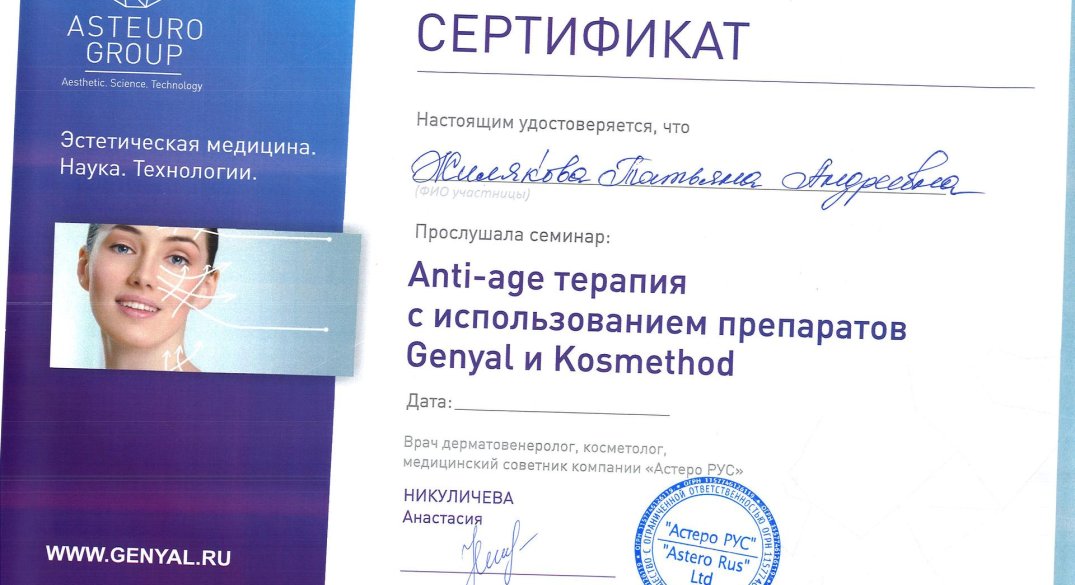 ASTEURO
GROUP
Aesthetic. Science. Technology
Эстетическая медицина.
Наука. Технологии.
WWW.GENYAL.RU
СЕРТИФИКАТ
Настоящим удостоверяется, что
Жилякова Татьяна Андреевна
(ФИО участницы)
Прослушала семинар:
Anti-age терапия
с использованием препаратов
Genyal и Kosmethod
Дата:
Врач дерматовенеролог, косметолог,
медицинский советник компании «Астеро РУС»
НИКУЛИЧЕВА
Анастасия
"Астеро РУС"
"Astero Rus"
Ltd